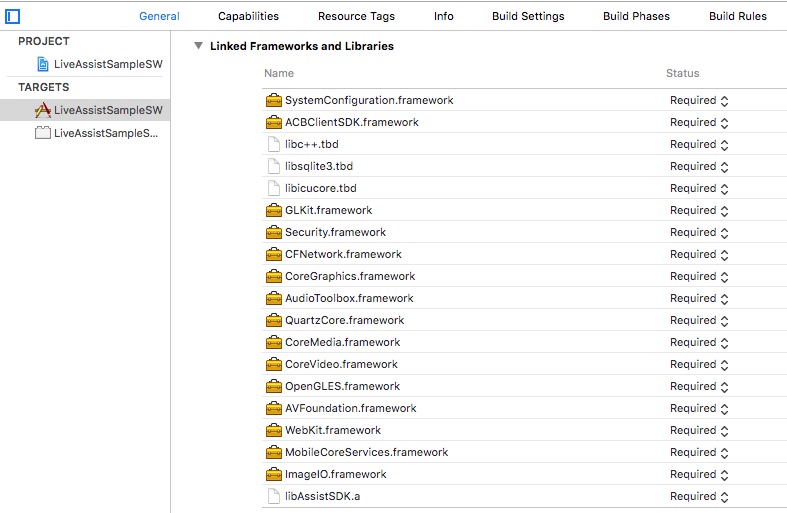 General Capabilities Resource Tags Info Build Settings Build Phases Build Rules
PROJECT
LiveAssistSampleSW
TARGETS
LiveAssistSampleSW
LiveAssistSampleS...
Linked Frameworks and Libraries
Name Status
SystemConfiguration.framework Required
ACBClientSDK.framework Required
libc++.tbd Required
libsqlite3.tbd Required
libicucore.tbd Required
GLKit.framework Required
Security.framework Required
CFNetwork.framework Required
CoreGraphics.framework Required
AudioToolbox.framework Required
QuartzCore.framework Required
CoreMedia.framework Required
CoreVideo.framework Required
OpenGLES.framework Required
AVFoundation.framework Required
WebKit.framework Required
MobileCoreServices.framework Required
ImageIO.framework Required
libAssistSDK.a Required